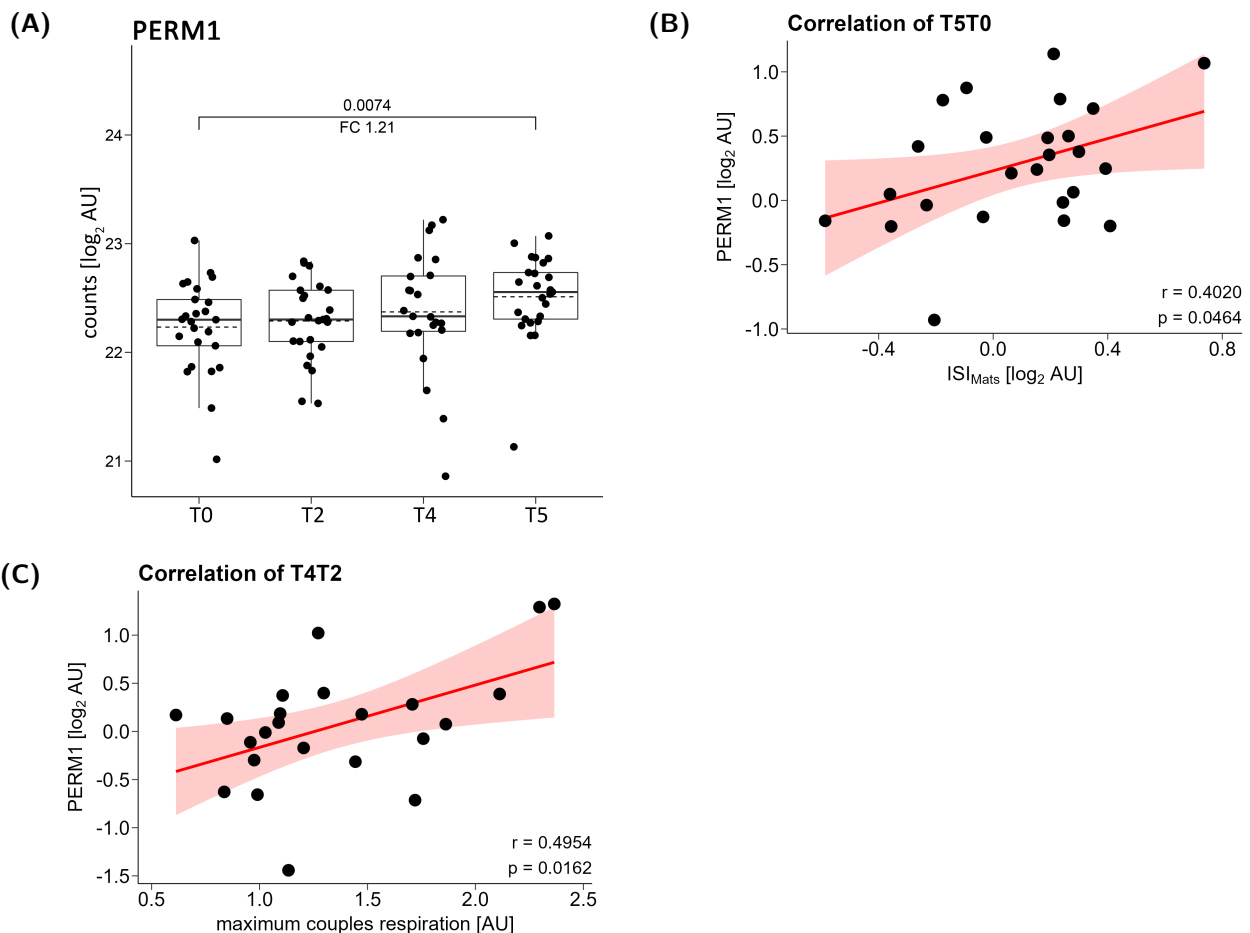 (A)
PERM1
0.0074
FC 1.21
24
23
22
21
counts [log2 AU]
T0 T2 T4 T5
(B)
Correlation of T5T0
1.0
0.5
0.0
-0.5
-1.0
PERM1 [log2 AU]
r = 0.4020
p = 0.0464
-0.4 0.0 0.4 0.8
ISIMats [log2 AU]
(C)
Correlation of T4T2
1.0
0.5
0.0
-0.5
-1.0
-1.5
PERM1 [log2 AU]
r = 0.4954
p = 0.0162
0.5 1.0 1.5 2.0 2.5
maximum couples respiration [AU]